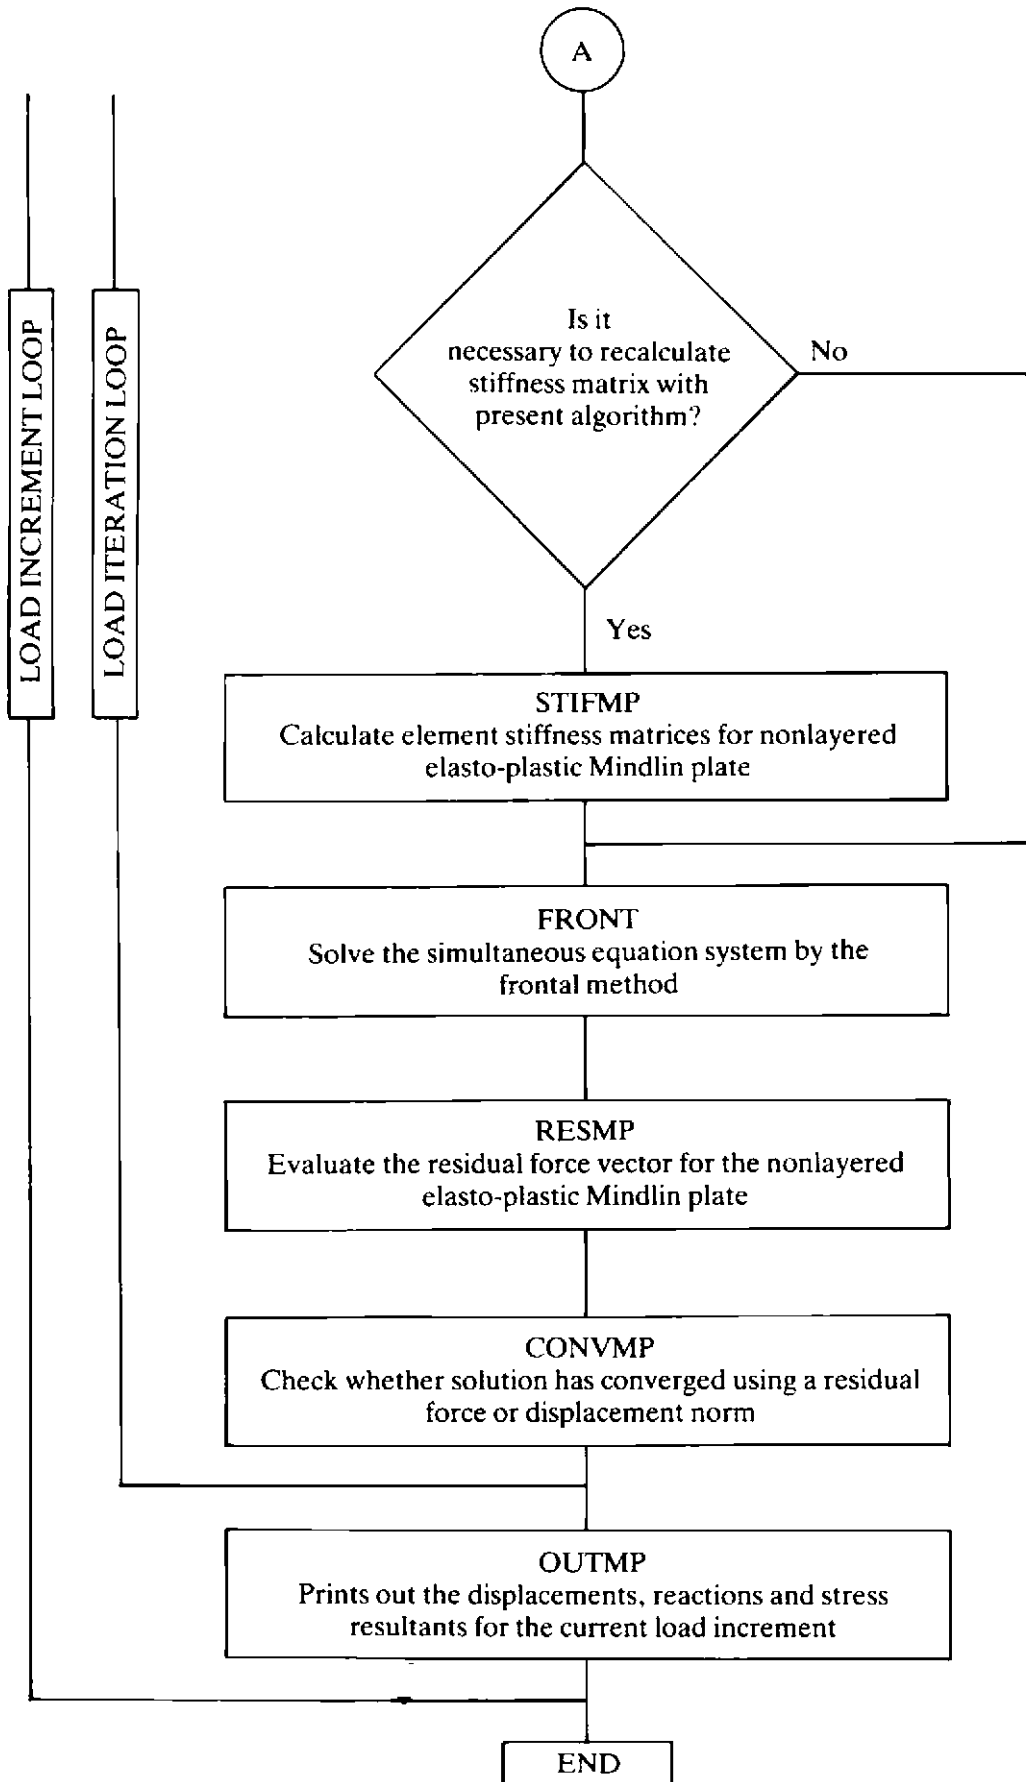 A
Is it
necessary to recalculate
stiffness matrix with
present algorithm?
No
Yes
LOAD INCREMENT LOOP
LOAD ITERATION LOOP
STIFMP
Calculate element stiffness matrices for nonlayered
elasto-plastic Mindlin plate
FRONT
Solve the simultaneous equation system by the
frontal method
RESMP
Evaluate the residual force vector for the nonlayered
elasto-plastic Mindlin plate
CONVMP
Check whether solution has converged using a residual
force or displacement norm
OUTMP
Prints out the displacements, reactions and stress
resultants for the current load increment
END